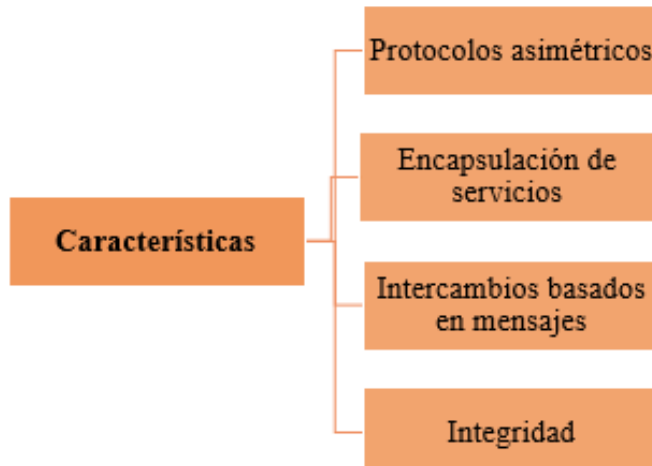 Protocolos asimétricos
Encapsulación de
servicios
Características
Intercambios basados
en mensajes
Integridad